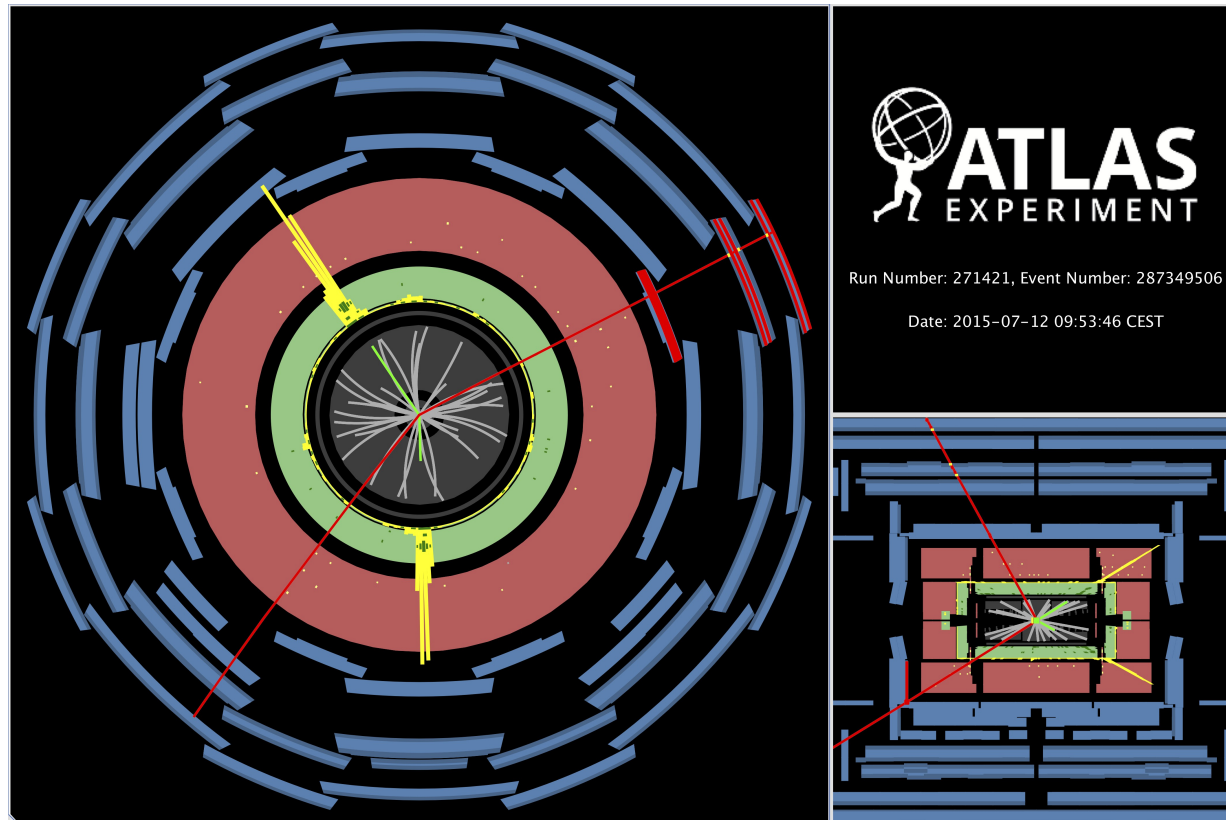 ATLAS
EXPERIMENT
Run Number: 271421, Event Number: 287349506
Date: 2015-07-12 09:53:46 CEST